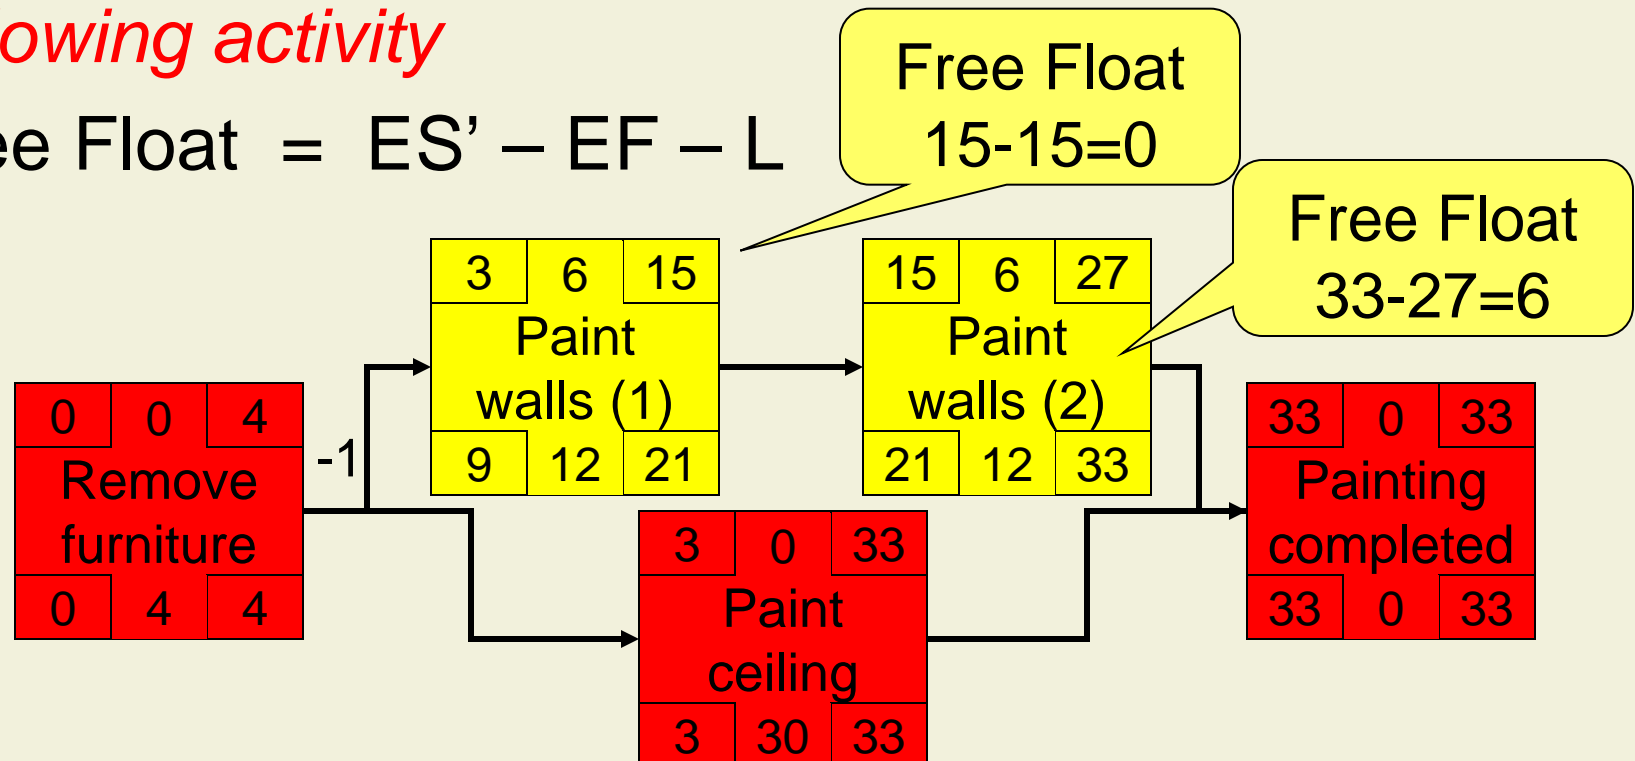 owing activity
Free Float
15-15=0
e Float = ES’ – EF – L
Free Float
33-27=6
3 6 15
Paint
walls (1)
9 12 21
15 6 27
Paint
walls (2)
21 12 33
0 0 4
Remove
furniture
0 4 4
-1
3 0 33
Paint
ceiling
3 30 33
33 0 33
Painting
completed
33 0 33